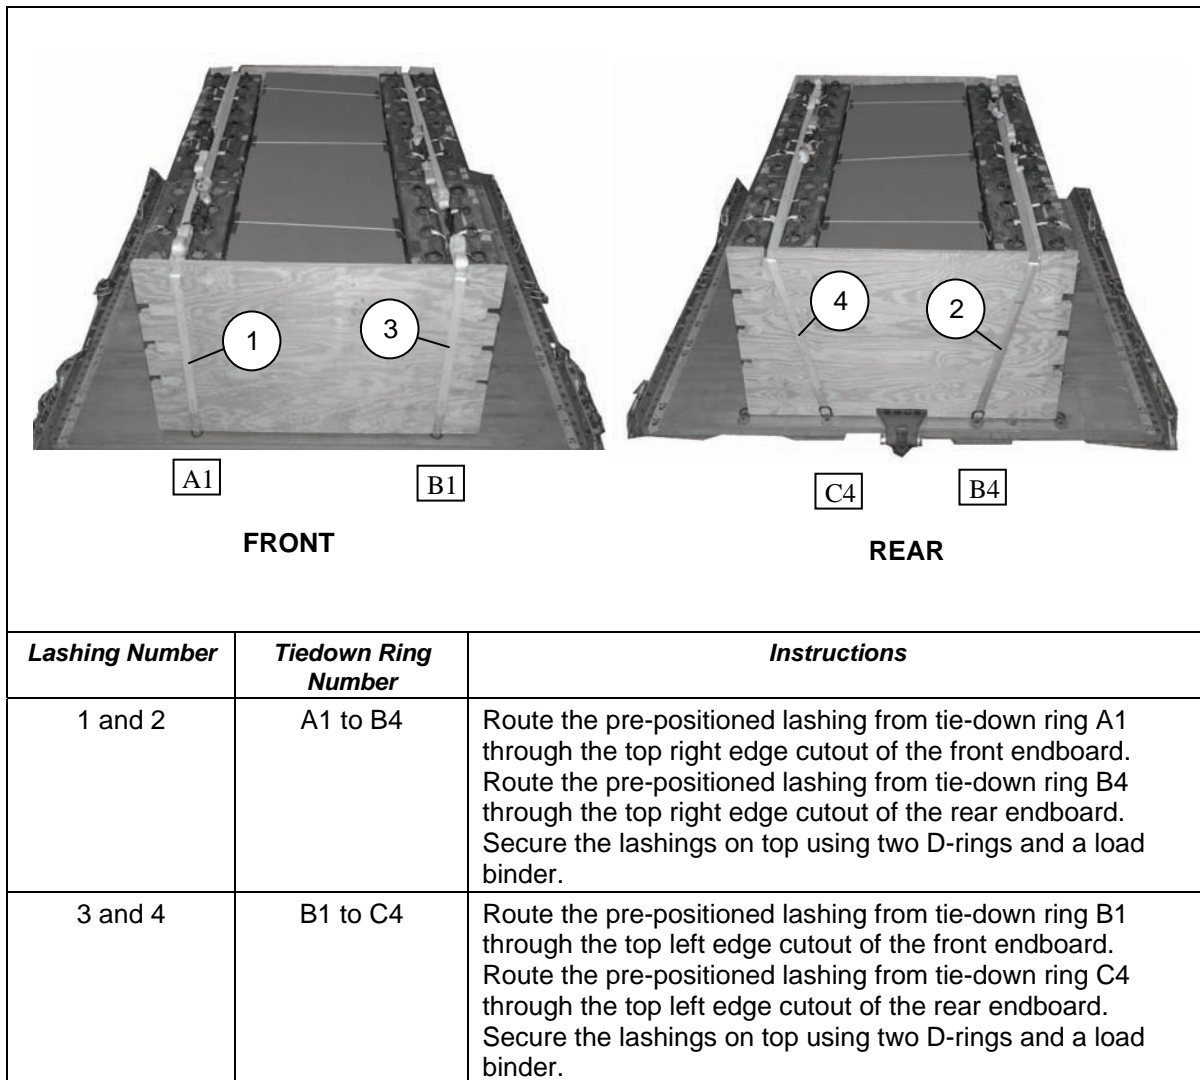 1
3
4
2
A1
B1
C4
B4
FRONT
REAR
Lashing Number
Tiedown Ring
Number
Instructions
1 and 2
A1 to B4
Route the pre-positioned lashing from tie-down ring A1
through the top right edge cutout of the front endboard.
Route the pre-positioned lashing from tie-down ring B4
through the top right edge cutout of the rear endboard.
Secure the lashings on top using two D-rings and a load
binder.
3 and 4
B1 to C4
Route the pre-positioned lashing from tie-down ring B1
through the top left edge cutout of the front endboard.
Route the pre-positioned lashing from tie-down ring C4
through the top left edge cutout of the rear endboard.
Secure the lashings on top using two D-rings and a load
binder.